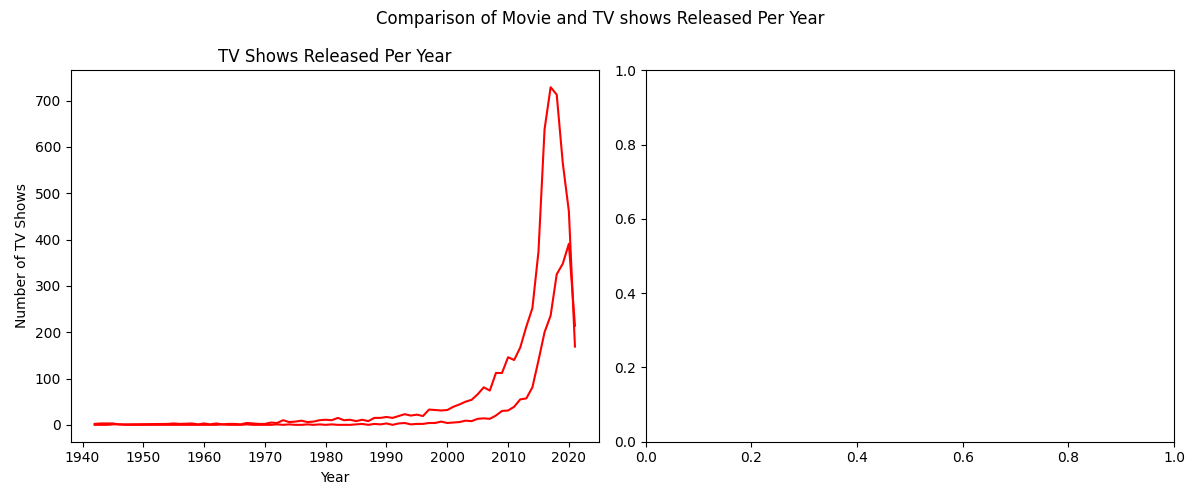 Comparison of Movie and TV shows Released Per Year
TV Shows Released Per Year
Number of TV Shows
700
600
500
400
300
200
100
0
1940 1950 1960 1970 1980 1990 2000 2010 2020
Year
1.0
0.8
0.6
0.4
0.2
0.0
0.0 0.2 0.4 0.6 0.8 1.0